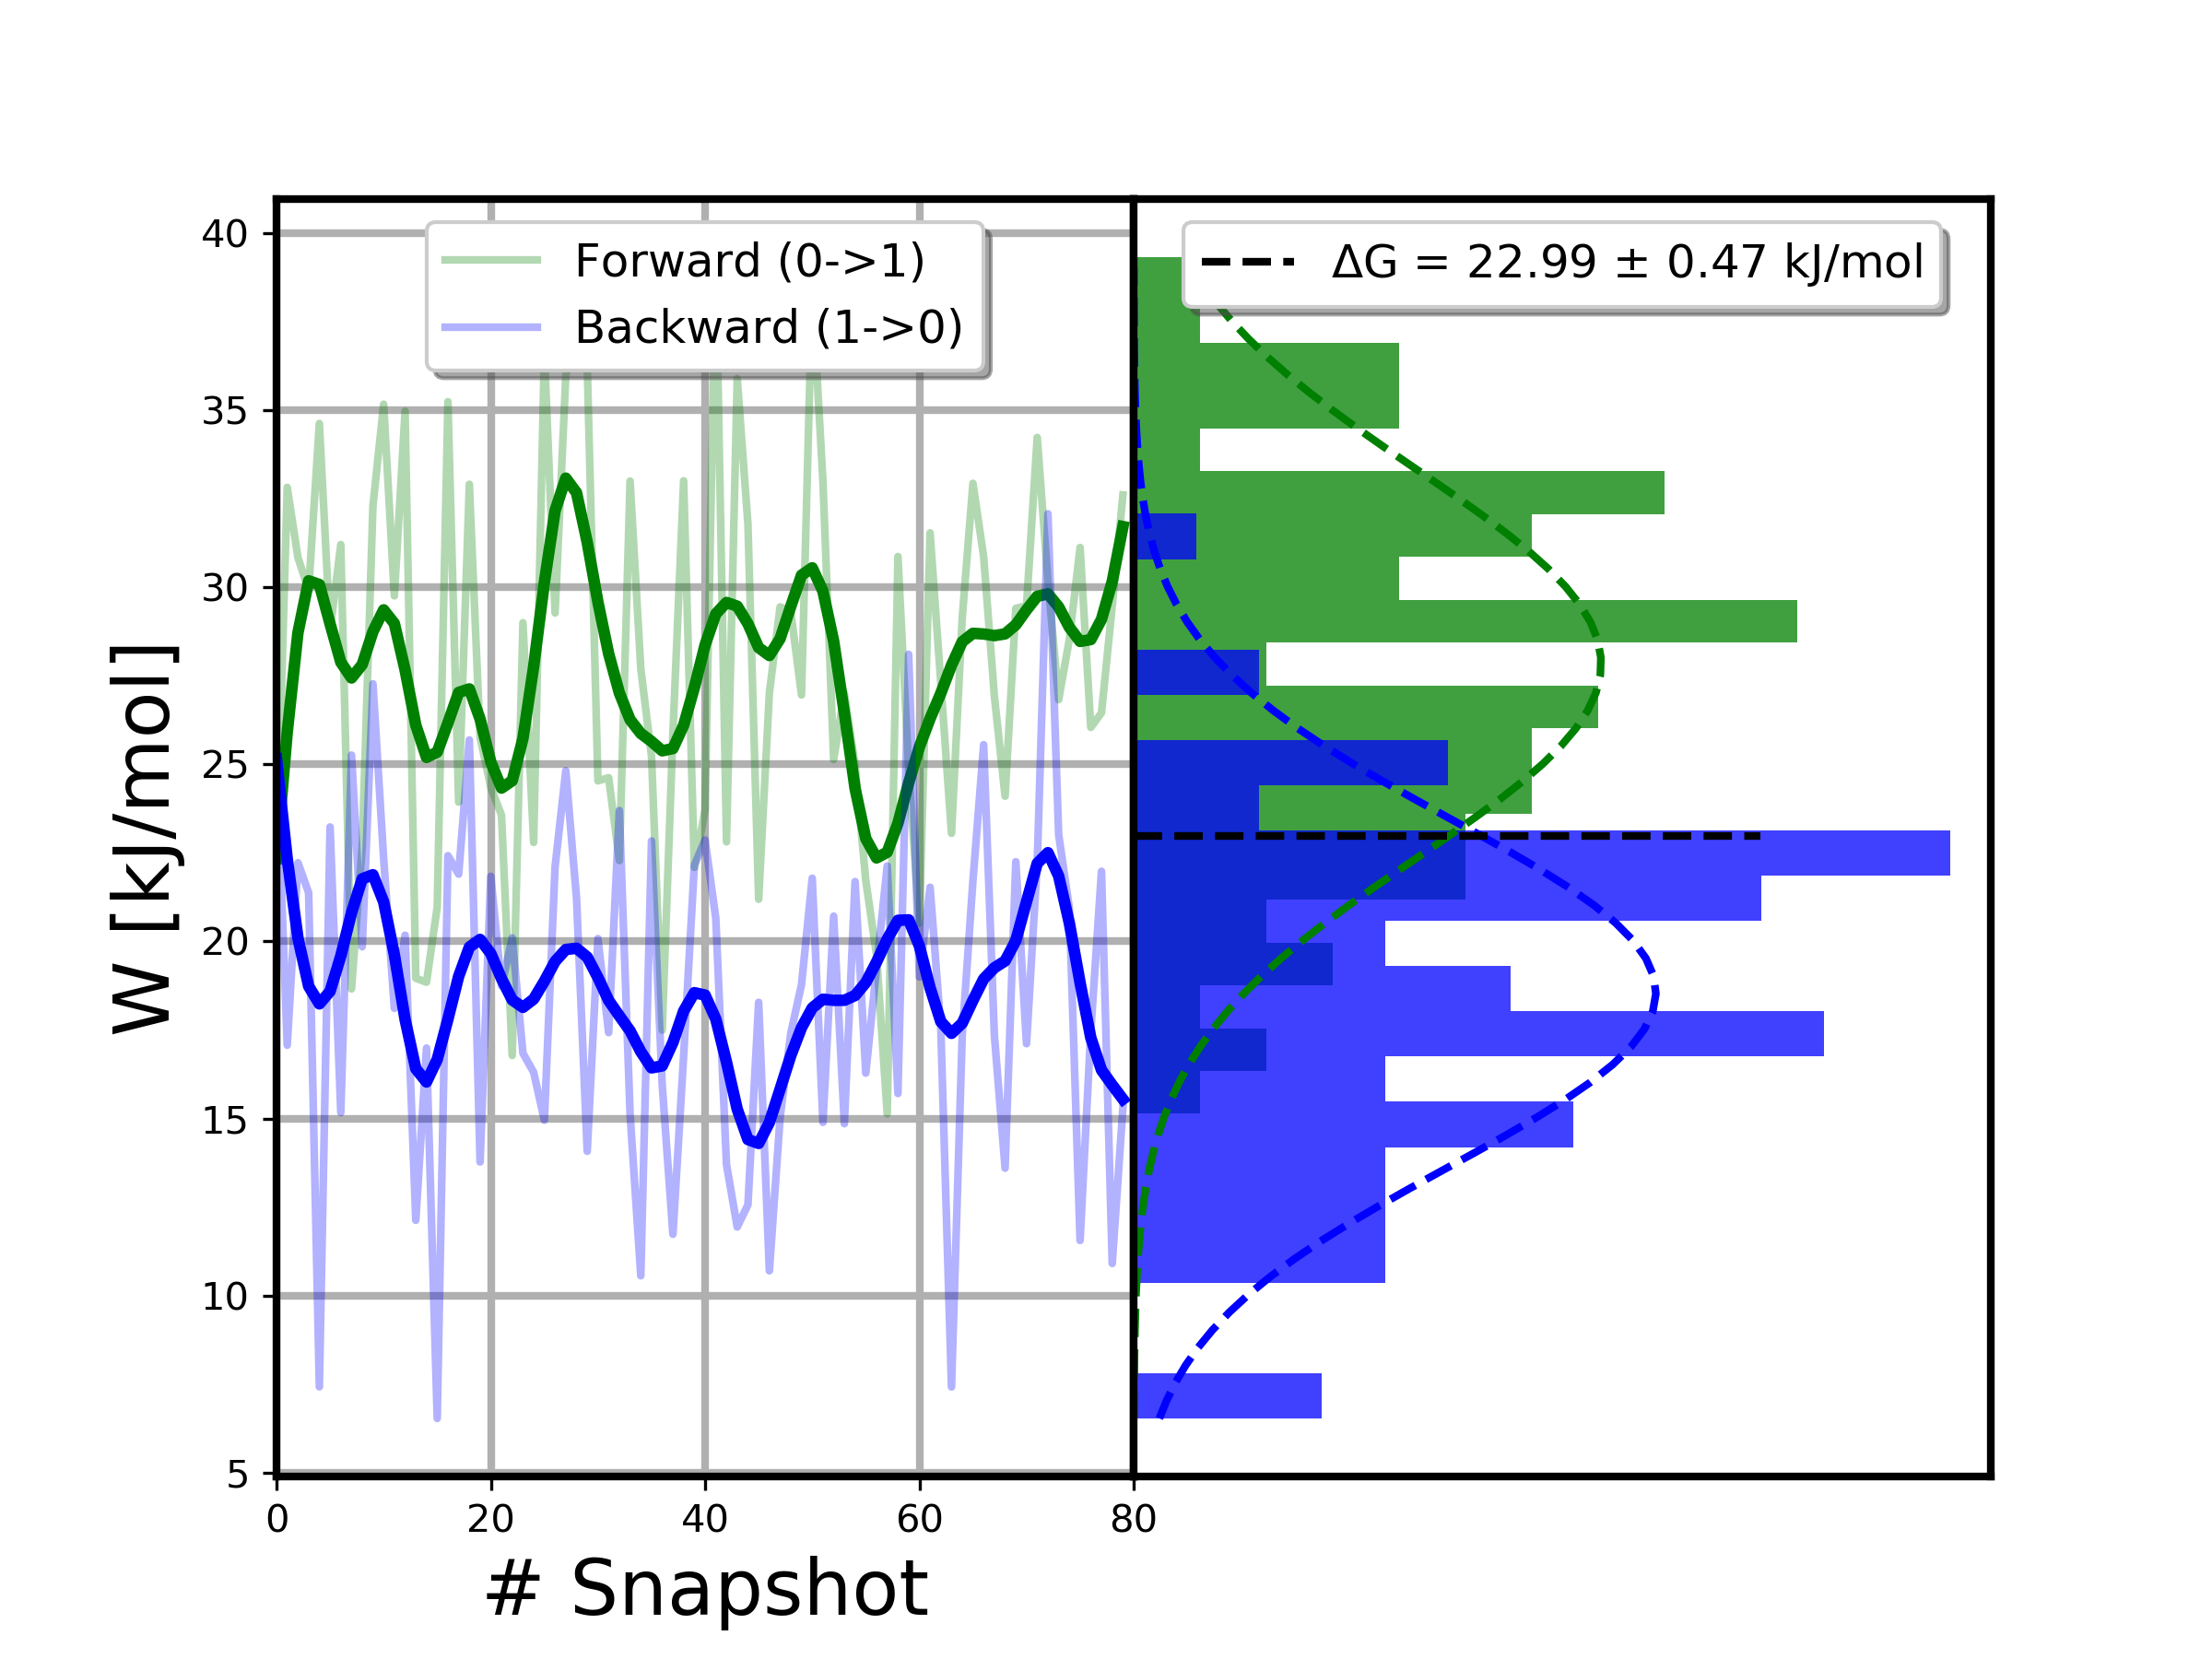 40
35
30
25
20
15
10
5
W [kJ/mol]
Forward (0->1)
Backward (1->0)
ΔG = 22.99 ± 0.47 kJ/mol
0 20 40 60 80
# Snapshot